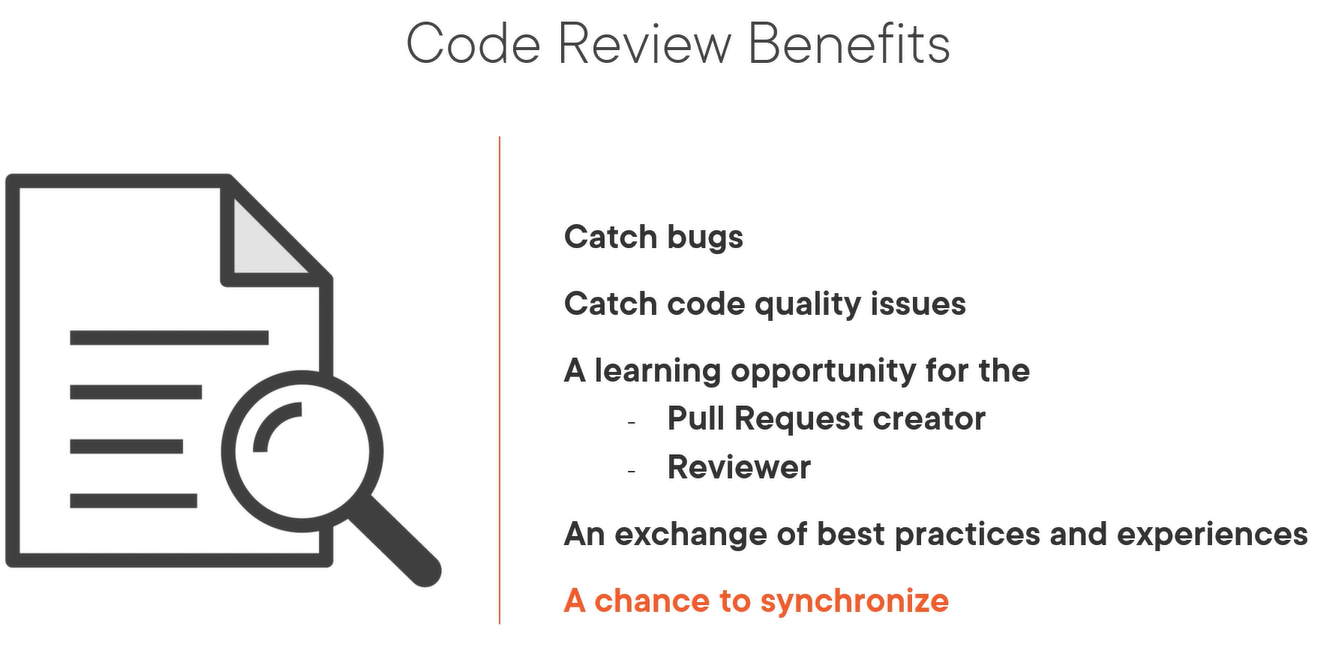 Code Review Benefits
Catch bugs
Catch code quality issues
A learning opportunity for the
- Pull Request creator
- Reviewer
An exchange of best practices and experiences
A chance to synchronize